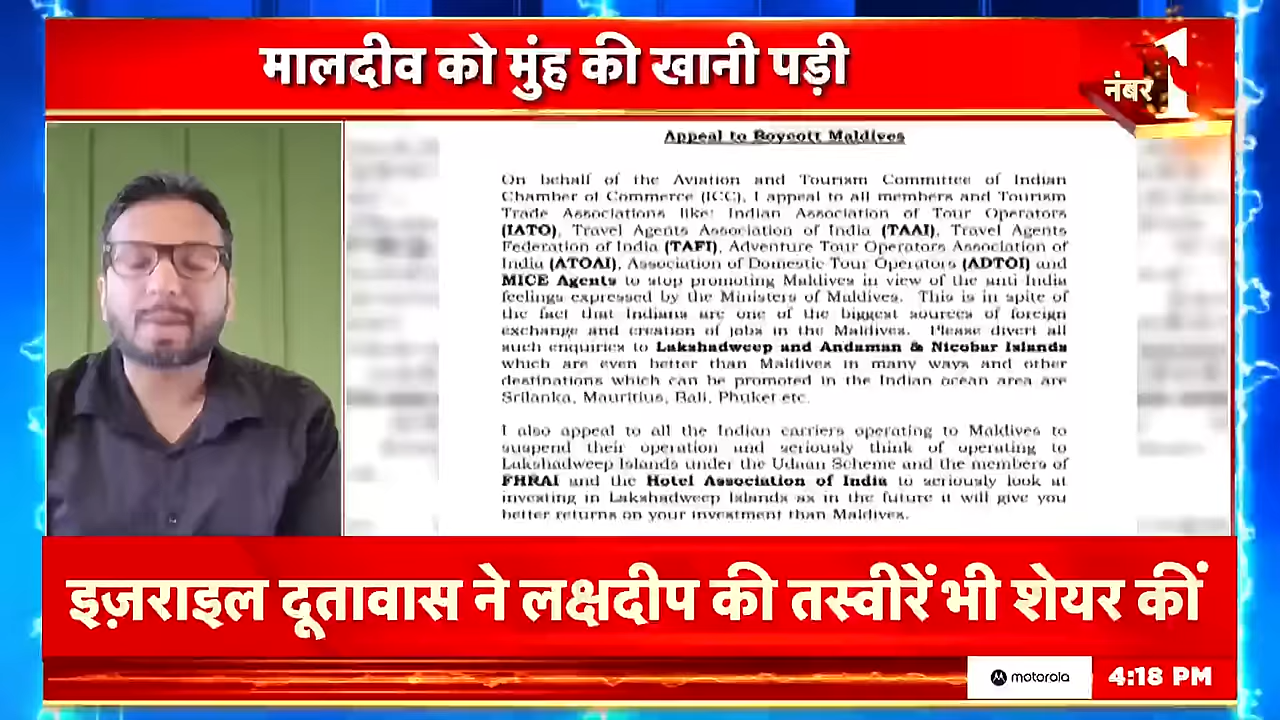 मालदीव को मुंह की खानी पड़ी
नंबर 1
Appeal to Boycott Maldives
On behalf of the Aviation and Tourism Committee of Indian
Chamber of Commerce (ICC), I appeal to all members and Tourism
Trade Associations like: Indian Association of Tour Operators
(IATO), Travel Agents Association of India (TAAI), Travel Agents
Federation of India (TAFI), Adventure Tour Operators Association of
India (ATOAI), Association of Domestic Tour Operators (ADTOI) and
MICE Agents to stop promoting Maldives in view of the anti India
feelings expressed by the Ministers of Maldives. This is in spite of
the fact that Indians are one of the biggest sources of foreign
exchange and creation of jobs in the Maldives. Please divert all
such enquiries to Lakshadweep and Andaman & Nicobar Islands
which are even better than Maldives in many ways and other
destinations which can be promoted in the Indian ocean area are
Srilanka, Mauritius, Bali, Phuket etc.
I also appeal to all the Indian carriers operating to Maldives to
suspend their operation and seriously think of operating to
Lakshadweep Islands under the Udaan Scheme and the members of
FHRAI and the Hotel Association of India to seriously look at
investing in Lakshadweep Islands as in the future it will give you
better returns on your investment than Maldives.
इज़राइल दूतावास ने लक्षदीप की तस्वीरें भी शेयर कीं
motorola
4:18 PM